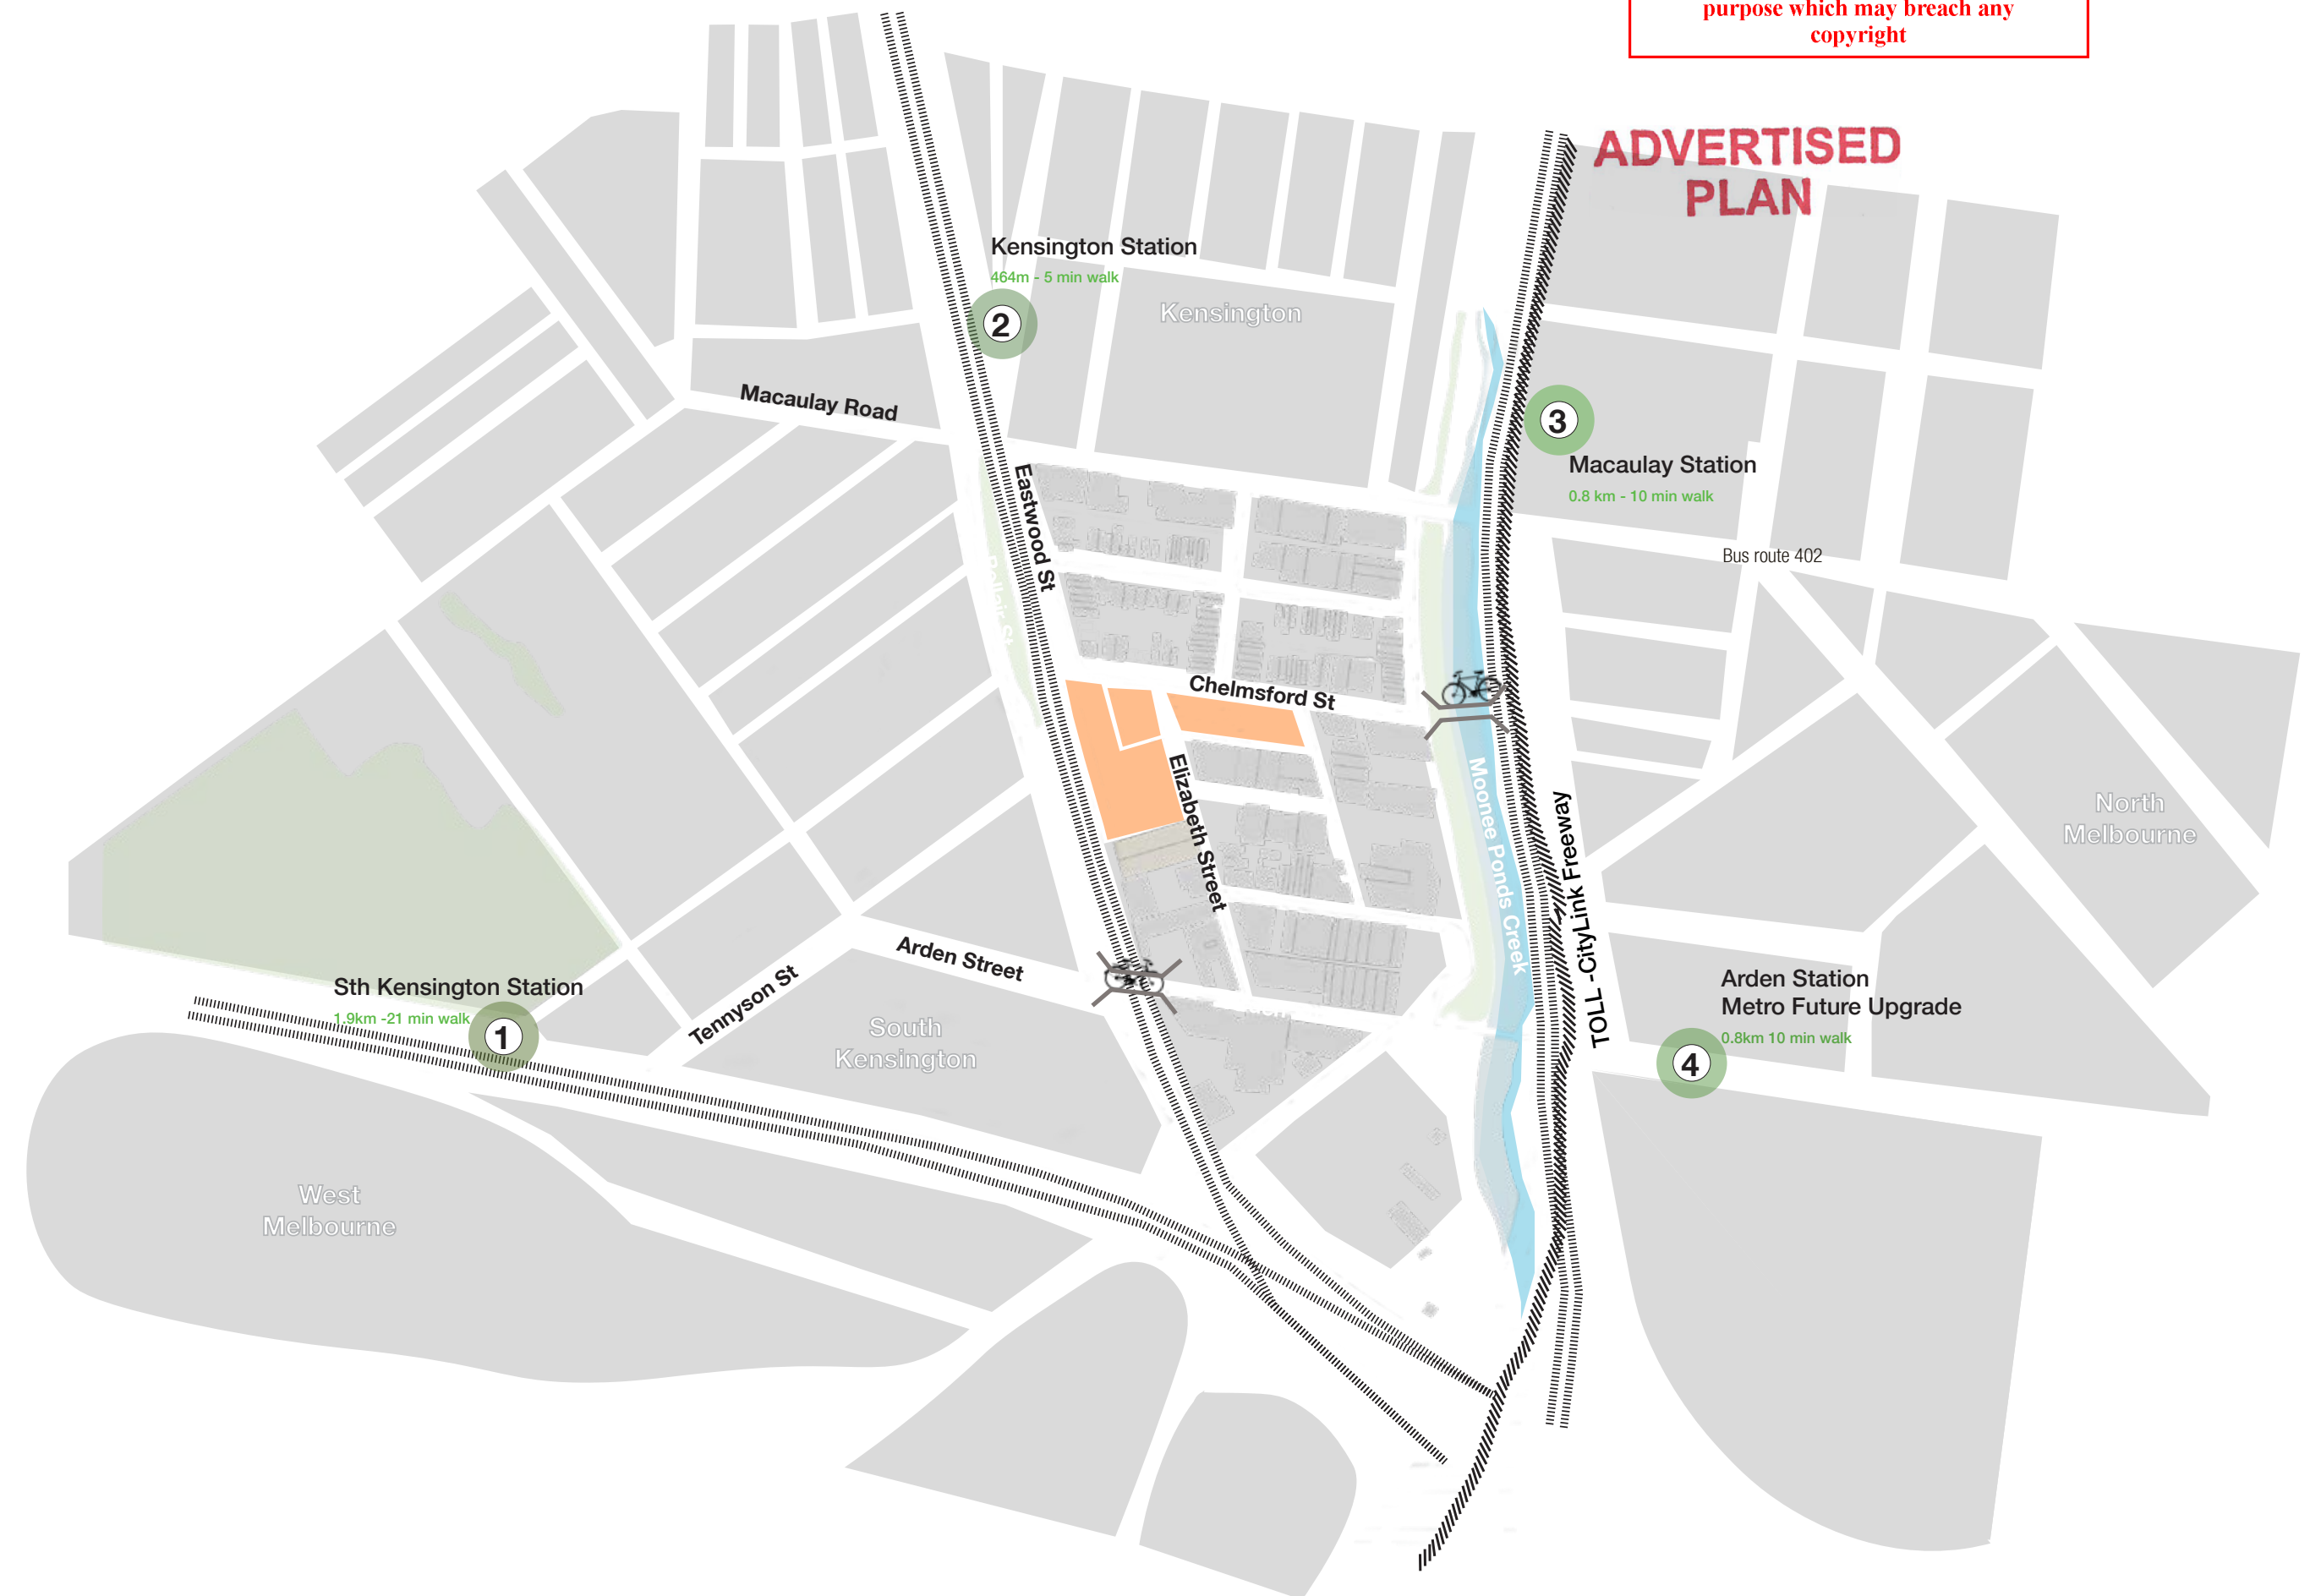 purpose which may breach any
copyright
ADVERTISED
PLAN
Kensington Station
464m - 5 min walk
2
Kensington
Macaulay Road
3
Macaulay Station
0.8 km - 10 min walk
Eastwood St
Bus route 402
Bellair St
Chelmsford St
Elizabeth Street
Moonee Ponds Creek
TOLL -CityLink Freeway
North
Melbourne
Arden Street
Tennyson St
Sth Kensington Station
1.9km -21 min walk
1
South
Kensington
Arden Station
Metro Future Upgrade
0.8km 10 min walk
4
West
Melbourne